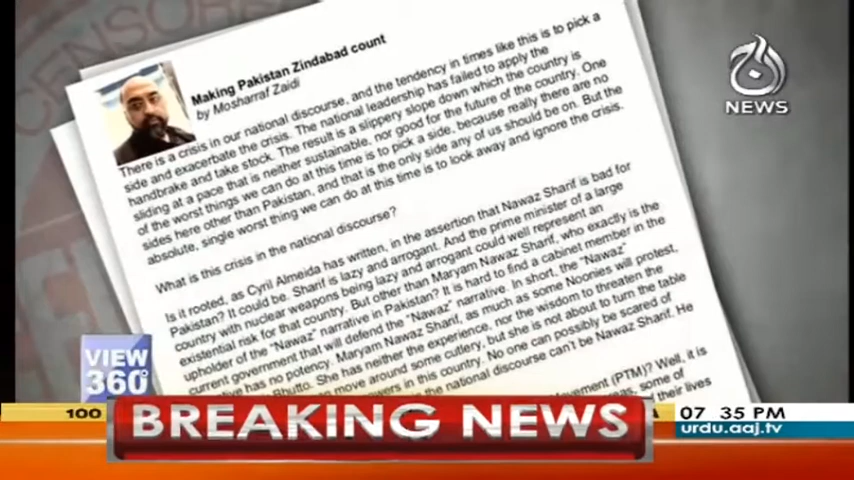 CENSORED
Making Pakistan Zindabad count
by Mosharraf Zaidi
There is a crisis in our national discourse, and the tendency in times like this is to pick a
side and exacerbate the crisis. The national leadership has failed to apply the
handbrake and take stock. The result is a slippery slope down which the country is
sliding at a pace that is neither sustainable, nor good for the future of the country. One
of the worst things we can do at this time is to pick a side, because really there are no
sides here other than Pakistan, and that is the only side any of us should be on. But the
absolute, single worst thing we can do at this time is to look away and ignore the crisis.
What is this crisis in the national discourse?
Is it rooted, as Cyril Almeida has written, in the assertion that Nawaz Sharif is bad for
Pakistan? It could be. Sharif is lazy and arrogant. And the prime minister of a large
country with nuclear weapons being lazy and arrogant could well represent an
existential risk for that country. But other than Maryam Nawaz Sharif, who exactly is the
upholder of the “Nawaz” narrative in Pakistan? It is hard to find a cabinet member in the
current government that will defend the “Nawaz” narrative. In short, the “Nawaz”
has no potency. Maryam Nawaz Sharif, as much as some Noonies will protest,
Bhutto. She has neither the experience, nor the wisdom to threaten the
to move around some cutlery, but she is not about to turn the table
in this country. No one can possibly be scared of
in the national discourse can't be Nawaz Sharif. He
Movement (PTM)? Well, it is
some of
their lives
NEWS
VIEW
360°
100
BREAKING NEWS
07 35 PM
urdu.aaj.tv